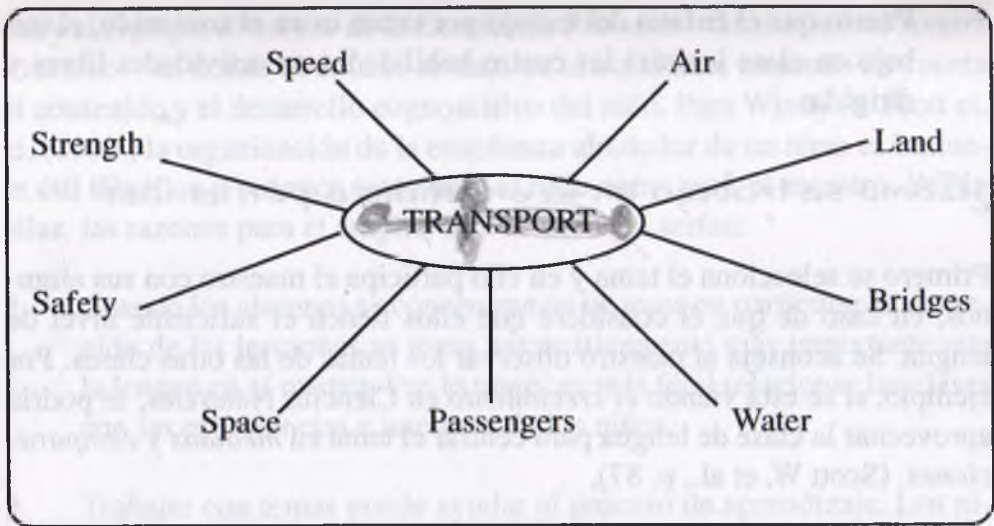 Speed Air
Strength Land
TRANSPORT
Safety Bridges
Space Passengers Water